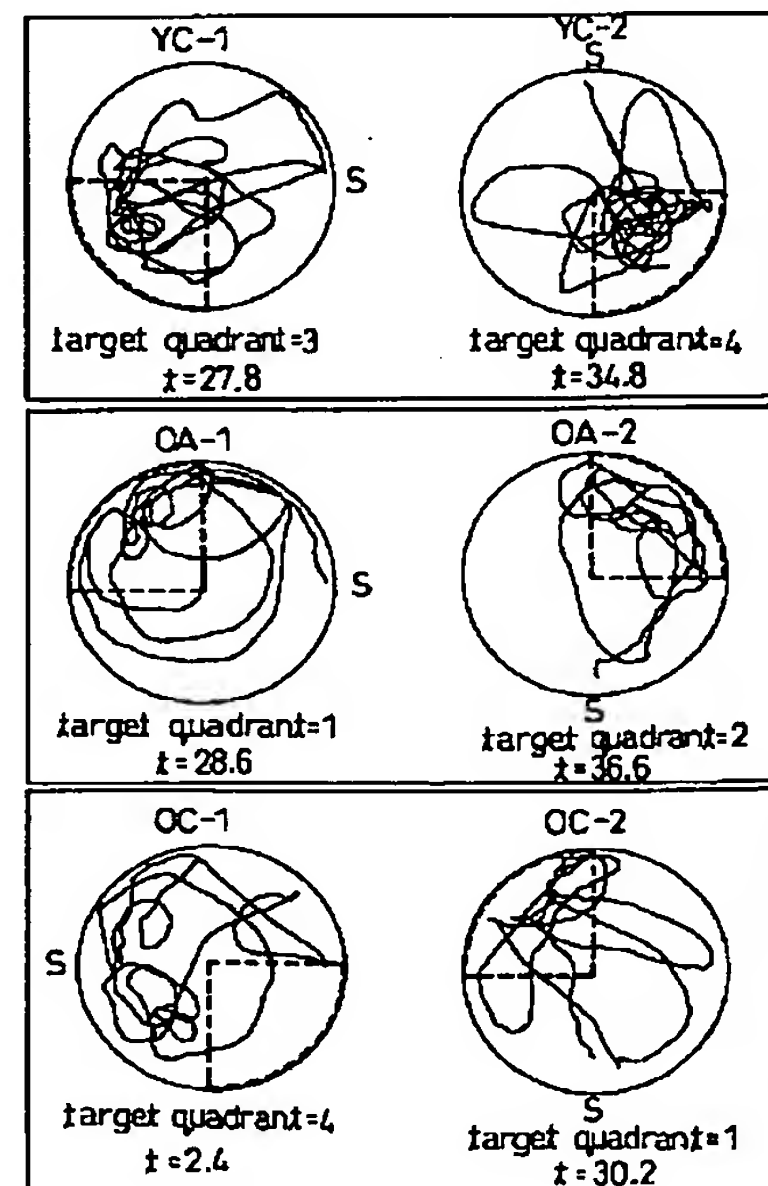 YC-1
S
target quadrant=3
t=27.8
YC-2
S
target quadrant=4
t=34.8
OA-1
S
target quadrant=1
t=28.6
OA-2
S
target quadrant=2
t=36.6
OC-1
S
target quadrant=4
t=2.4
OC-2
S
target quadrant=1
t=30.2